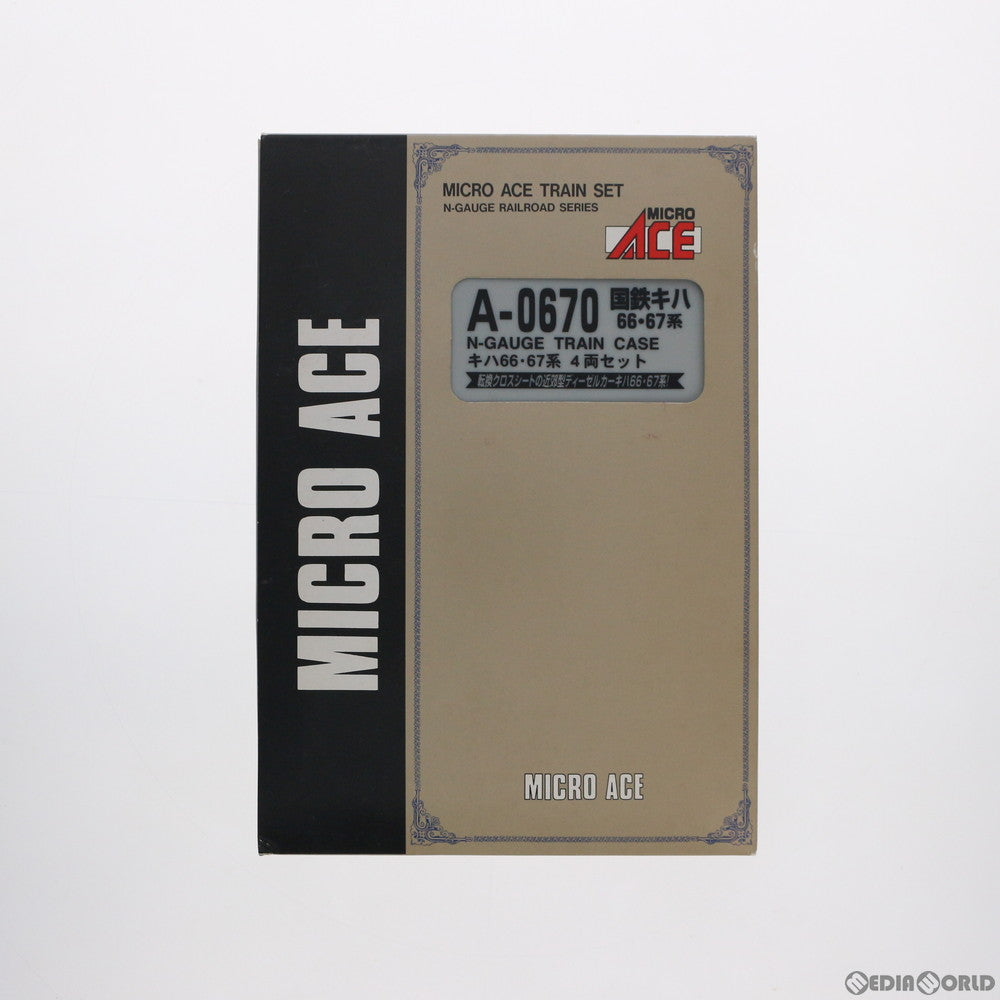 MICRO ACE
MICRO ACE TRAIN SET
N-GAUGE RAILROAD SERIES
MICRO
ACE
A-0670 国鉄キハ
66・67系
N-GAUGE TRAIN CASE
キハ66・67系 4両セット
転換クロスシートの近郊型ディーゼルカーキハ66・67系!
MICRO ACE
MEDIAWORLD